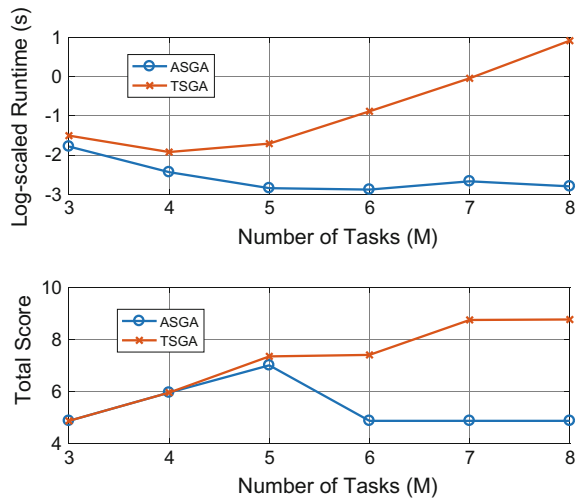 Log-scaled Runtime (s)
1
0
-1
-2
-3
ASGA
TSGA
3 4 5 6 7 8
Number of Tasks (M)
Total Score
10
8
6
4
ASGA
TSGA
3 4 5 6 7 8
Number of Tasks (M)